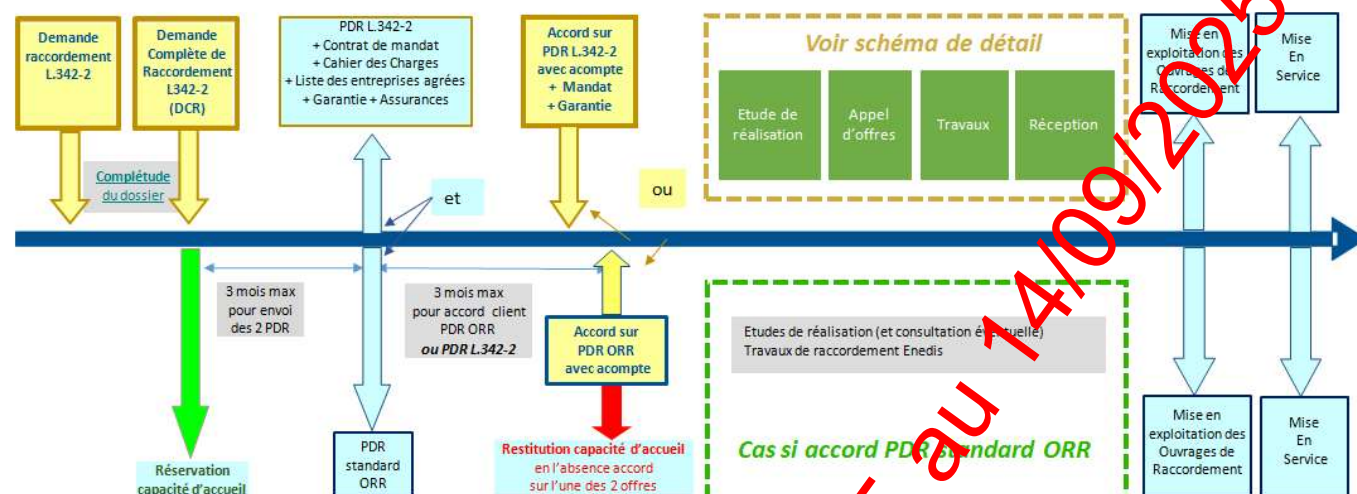 Demande
raccordement
L.342-2
Demande
Complète de
Raccordement
L342-2
(DCR)
PDR L.342-2
+ Contrat de mandat
+ Cahier des Charges
+ Liste des entreprises agrées
+ Garantie + Assurances
Accord sur
PDR L.342-2
avec acompte
+ Mandat
+ Garantie
Voir schéma de détail
Etude de
réalisation
Appel
d'offres
Travaux
Réception
Mise en
exploitation des
Ouvrages de
Raccordement
Mise
En
Service
Complétude
du dossier
et
ou
3 mois max
pour envoi
des 2 PDR
3 mois max
pour accord client
PDR ORR
ou PDR L.342-2
Accord sur
PDR ORR
avec acompte
Etudes de réalisation (et consultation éventuelle)
Travaux de raccordement Enedis
Cas si accord PDR standard ORR
Réservation
capacité d'accueil
PDR
standard
ORR
Restitution capacité d'accueil
en l'absence accord
sur l'une des 2 offres
Mise en
exploitation des
Ouvrages de
Raccordement
Mise
En
Service
au 14/09/2025